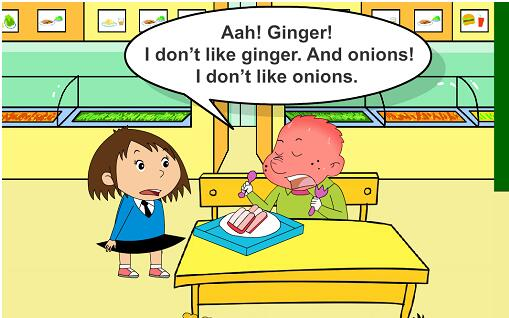 Aah! Ginger!
I don't like ginger. And onions!
I don't like onions.